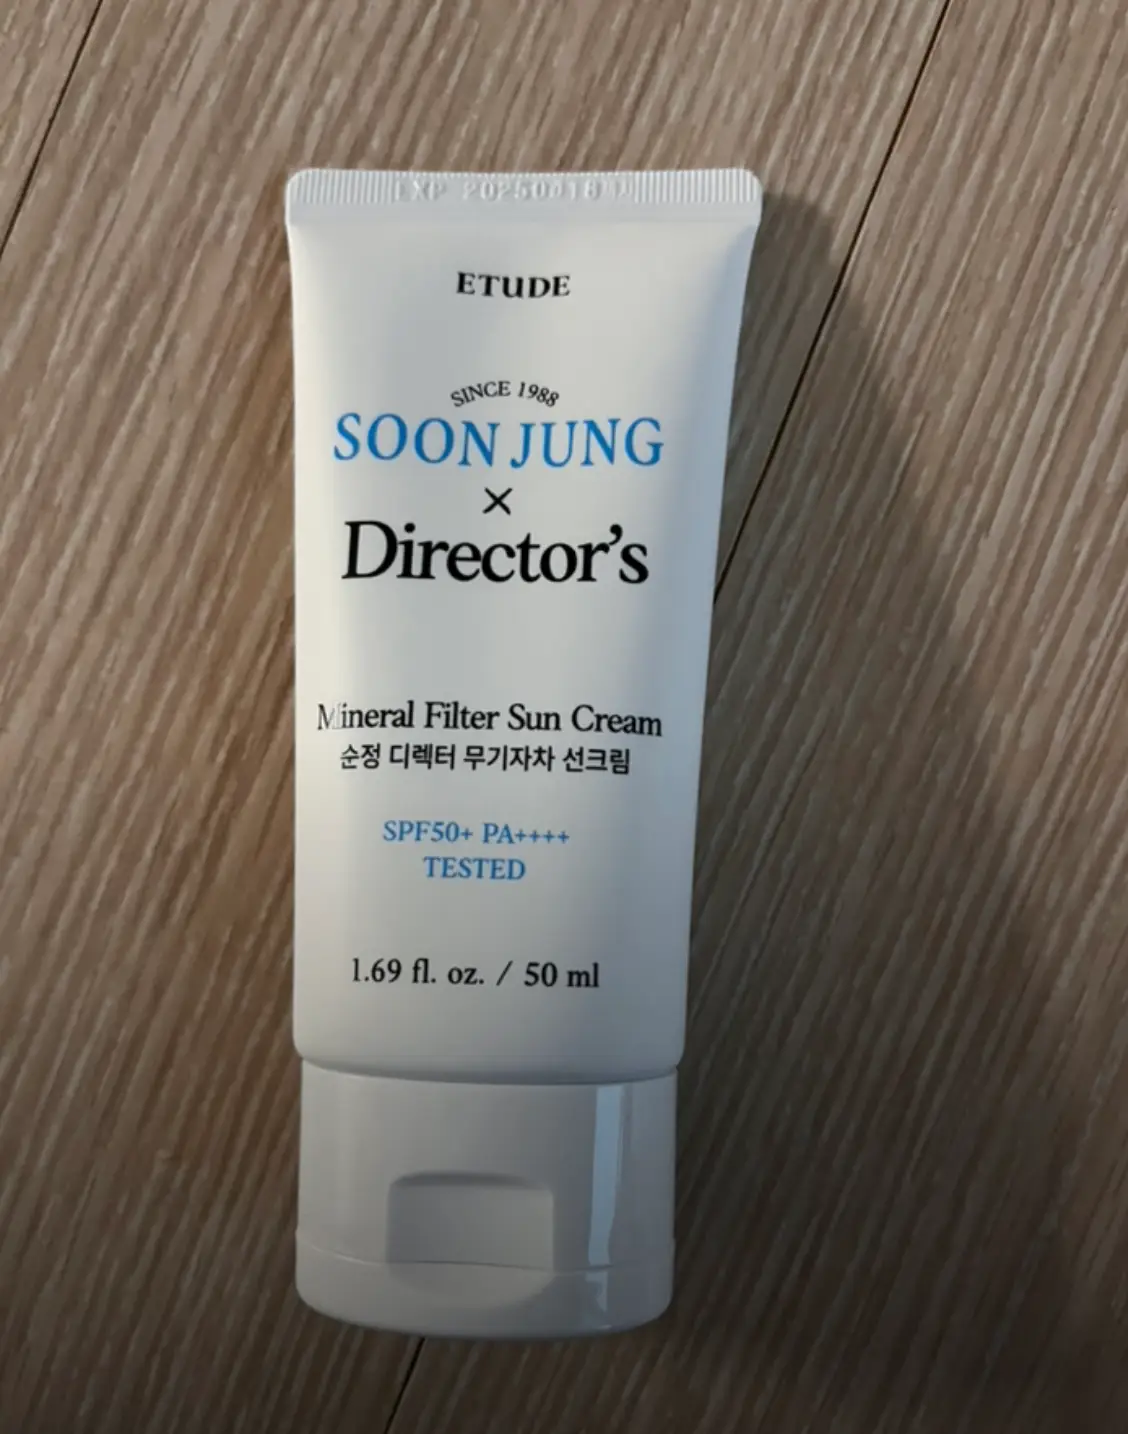 EXP
ETUDE
SINCE 1988
SOON JUNG
×
Director's
Mineral Filter Sun Cream
순정 디렉터 무기자차 선크림
SPF50+ PA++++
TESTED
1.69 fl. oz. / 50 ml